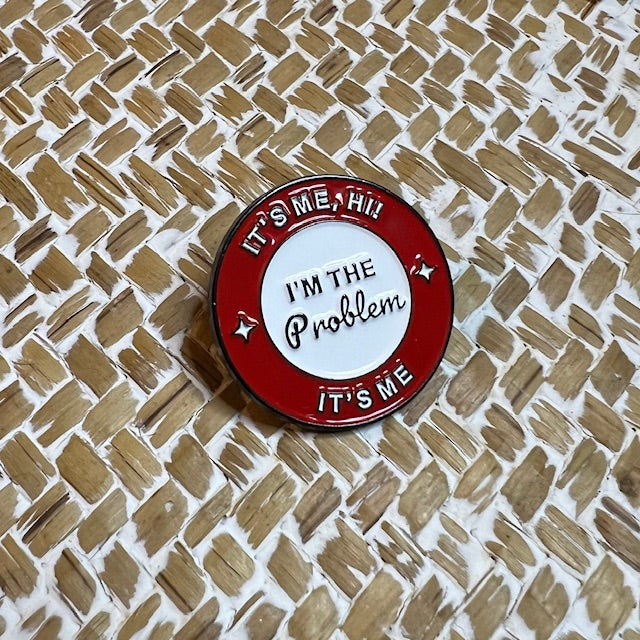 IT'S ME, HI!
I'M THE
Problem
IT'S ME